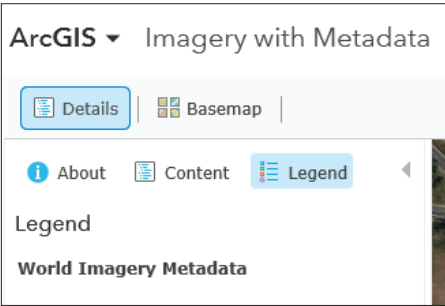 ArcGIS Imagery with Metadata
Details Basemap
About Content Legend
Legend
World Imagery Metadata